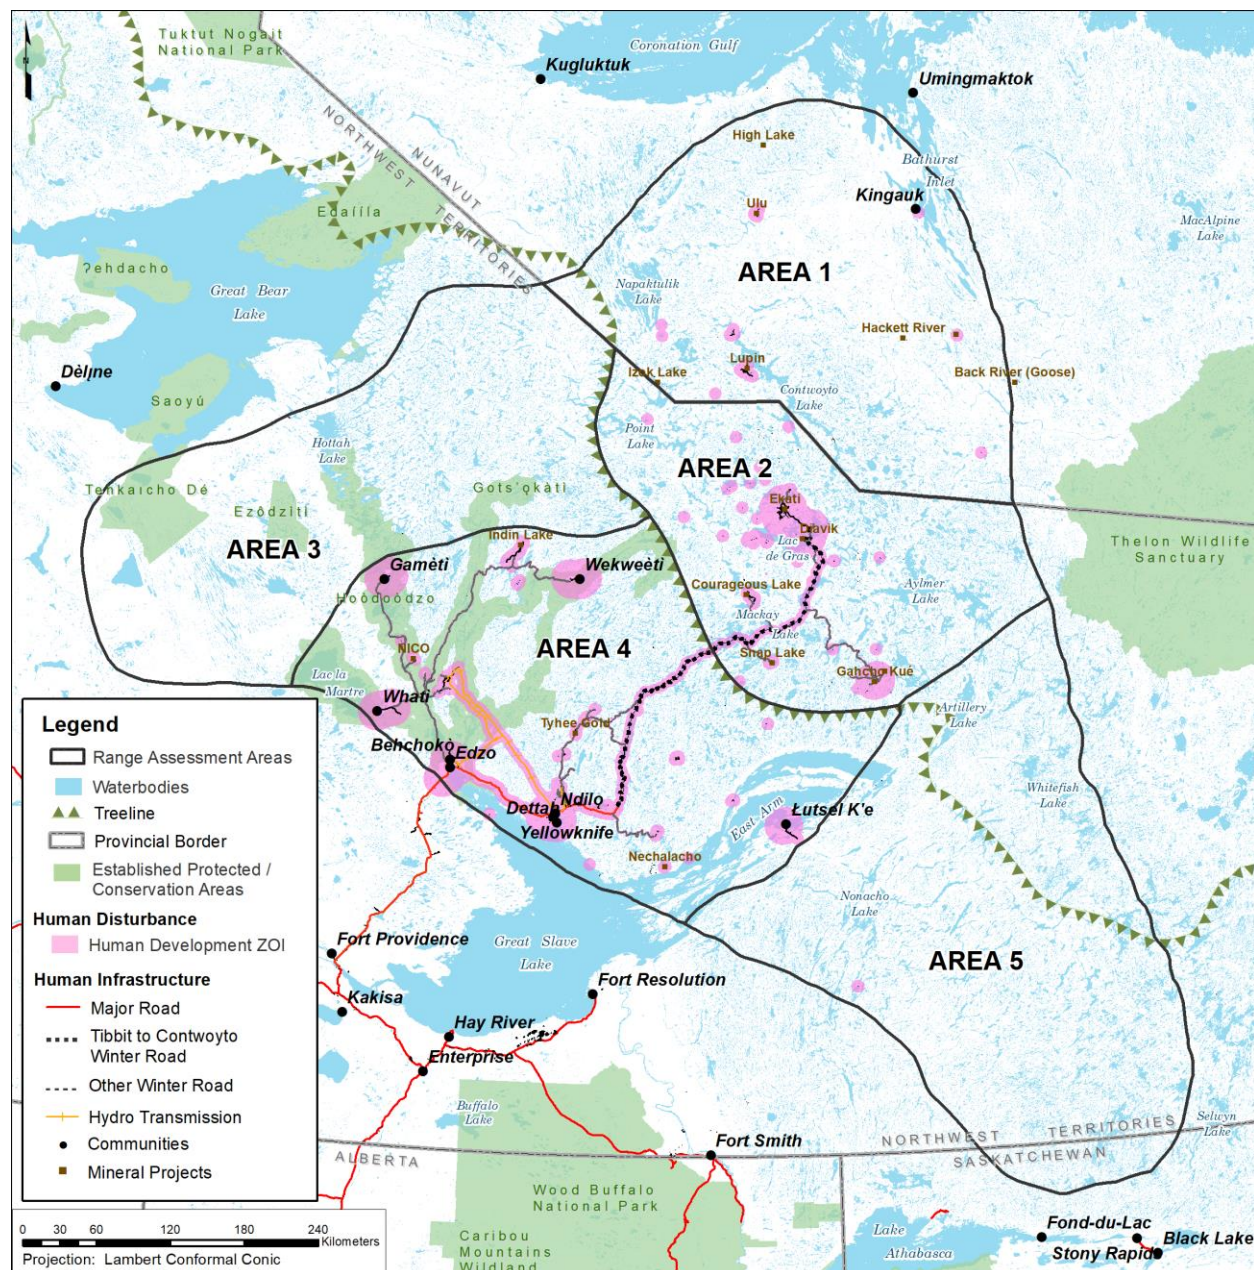 Tuktut Nogait
National Park
Coronation Gulf
Kugluktuk
Umingmaktok
N
NUNAVUT
NORTHWEST TERRITORIES
High Lake
Bathurst
Inlet
Kingauk
Ulu
MacAlpine
Lake
Edaííla
AREA 1
Ɂehdacho
Great Bear
Lake
Napaktulik
Lake
Hackett River
Lupin
Izok Lake
Back River (Goose)
Dèlı̨ne
Contwoyto
Lake
Saoyú
Point
Lake
Hottah
Lake
AREA 2
Tehkaıcho Dé
Gots'ǫkàtì
Ekati
Ezǫ̀dzìtì
Diavik
Indin Lake
Lac
de Gras
Thelon Wildlife
Sanctuary
AREA 3
Gamètì
Wekweètì
Courageous Lake
Aylmer
Lake
Hoòdoòdzo
Mackay
Lake
AREA 4
NICO
Snap Lake
Gahcho Kué
Lac la
Martre
Whatì
Artillery
Lake
Tyhee Gold
Behchokò
Edzo
Whitefish
Lake
Ndilo
Dettah
Yellowknife
East Arm
Łutsel K'e
Nechalacho
Nonacho
Lake
Great Slave
Lake
AREA 5
Fort Providence
Fort Resolution
Kakisa
Hay River
Enterprise
Buffalo
Lake
Selwyn
Lake
Fort Smith
NORTHWEST TERRITORIES
ALBERTA
SASKATCHEWAN
Wood Buffalo
National Park
Caribou
Mountains
Wildland
Lake
Athabasca
Fond-du-Lac
Stony Rapids
Black Lake
Legend
Range Assessment Areas
Waterbodies
Treeline
Provincial Border
Established Protected /
Conservation Areas
Human Disturbance
Human Development ZOI
Human Infrastructure
Major Road
Tibbit to Contwoyto
Winter Road
Other Winter Road
Hydro Transmission
Communities
Mineral Projects
0 30 60 120 180 240
Kilometers
Projection: Lambert Conformal Conic